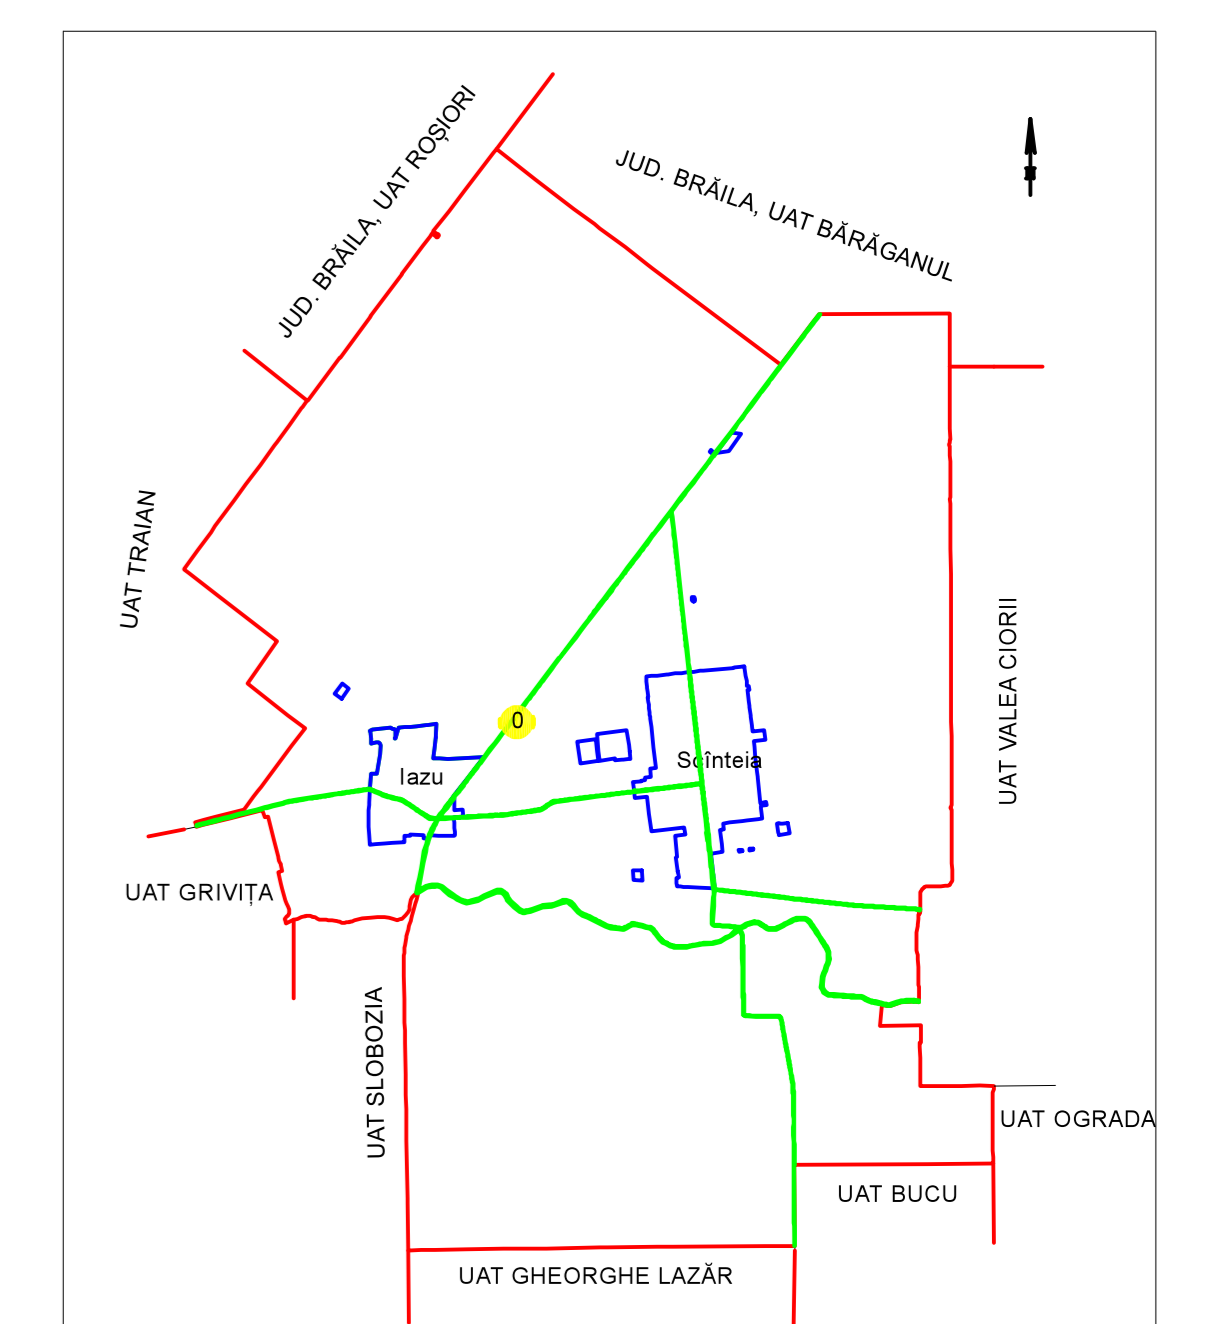 JUD. BRĂILA, UAT ROȘIORI
JUD. BRĂILA, UAT BĂRĂGANUL
UAT TRAIAN
UAT VALEA CIORII
0
Scînteia
Iazu
UAT GRIVIȚA
UAT SLOBOZIA
UAT OGRADA
UAT BUCU
UAT GHEORGHE LAZĂR